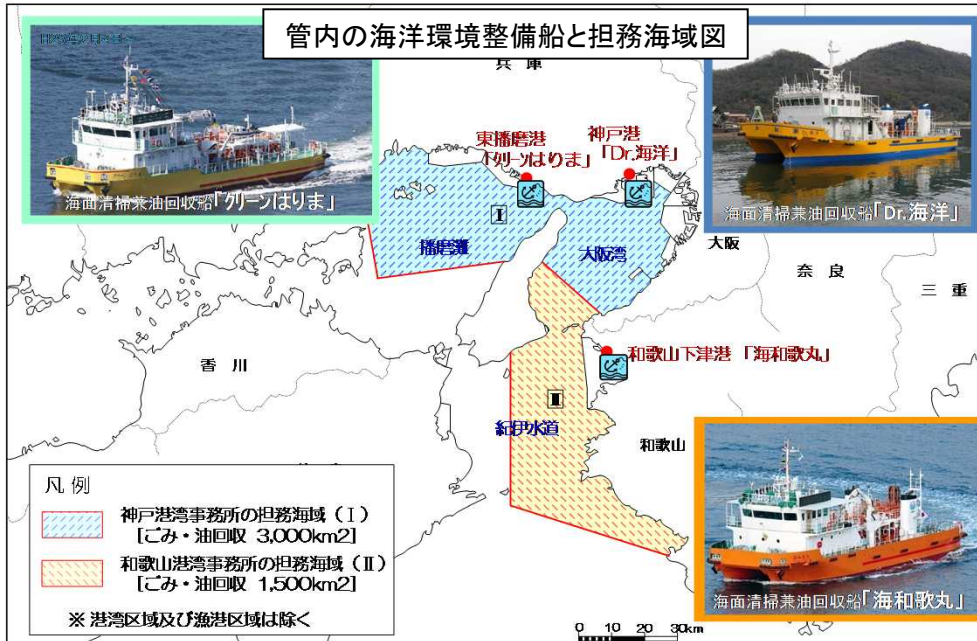 管内の海洋環境整備船と担務海域図
海面清掃兼油回収船「クリーンはりま」
海面清掃兼油回収船「Dr.海洋」
海面清掃兼油回収船「海和歌丸」
兵 庫
東播磨港
「クリーンはりま」
神戸港
「Dr.海洋」
Ⅰ
播磨灘
大阪湾
大阪
奈 良
三 重
和歌山下津港 「海和歌丸」
香 川
Ⅱ
紀伊水道
和歌山
凡 例
神戸港湾事務所の担務海域（Ⅰ）
[ごみ・油回収 3,000km2]
和歌山港湾事務所の担務海域（Ⅱ）
[ごみ・油回収 1,500km2]
※ 港湾区域及び漁港区域は除く
0 10 20 30km